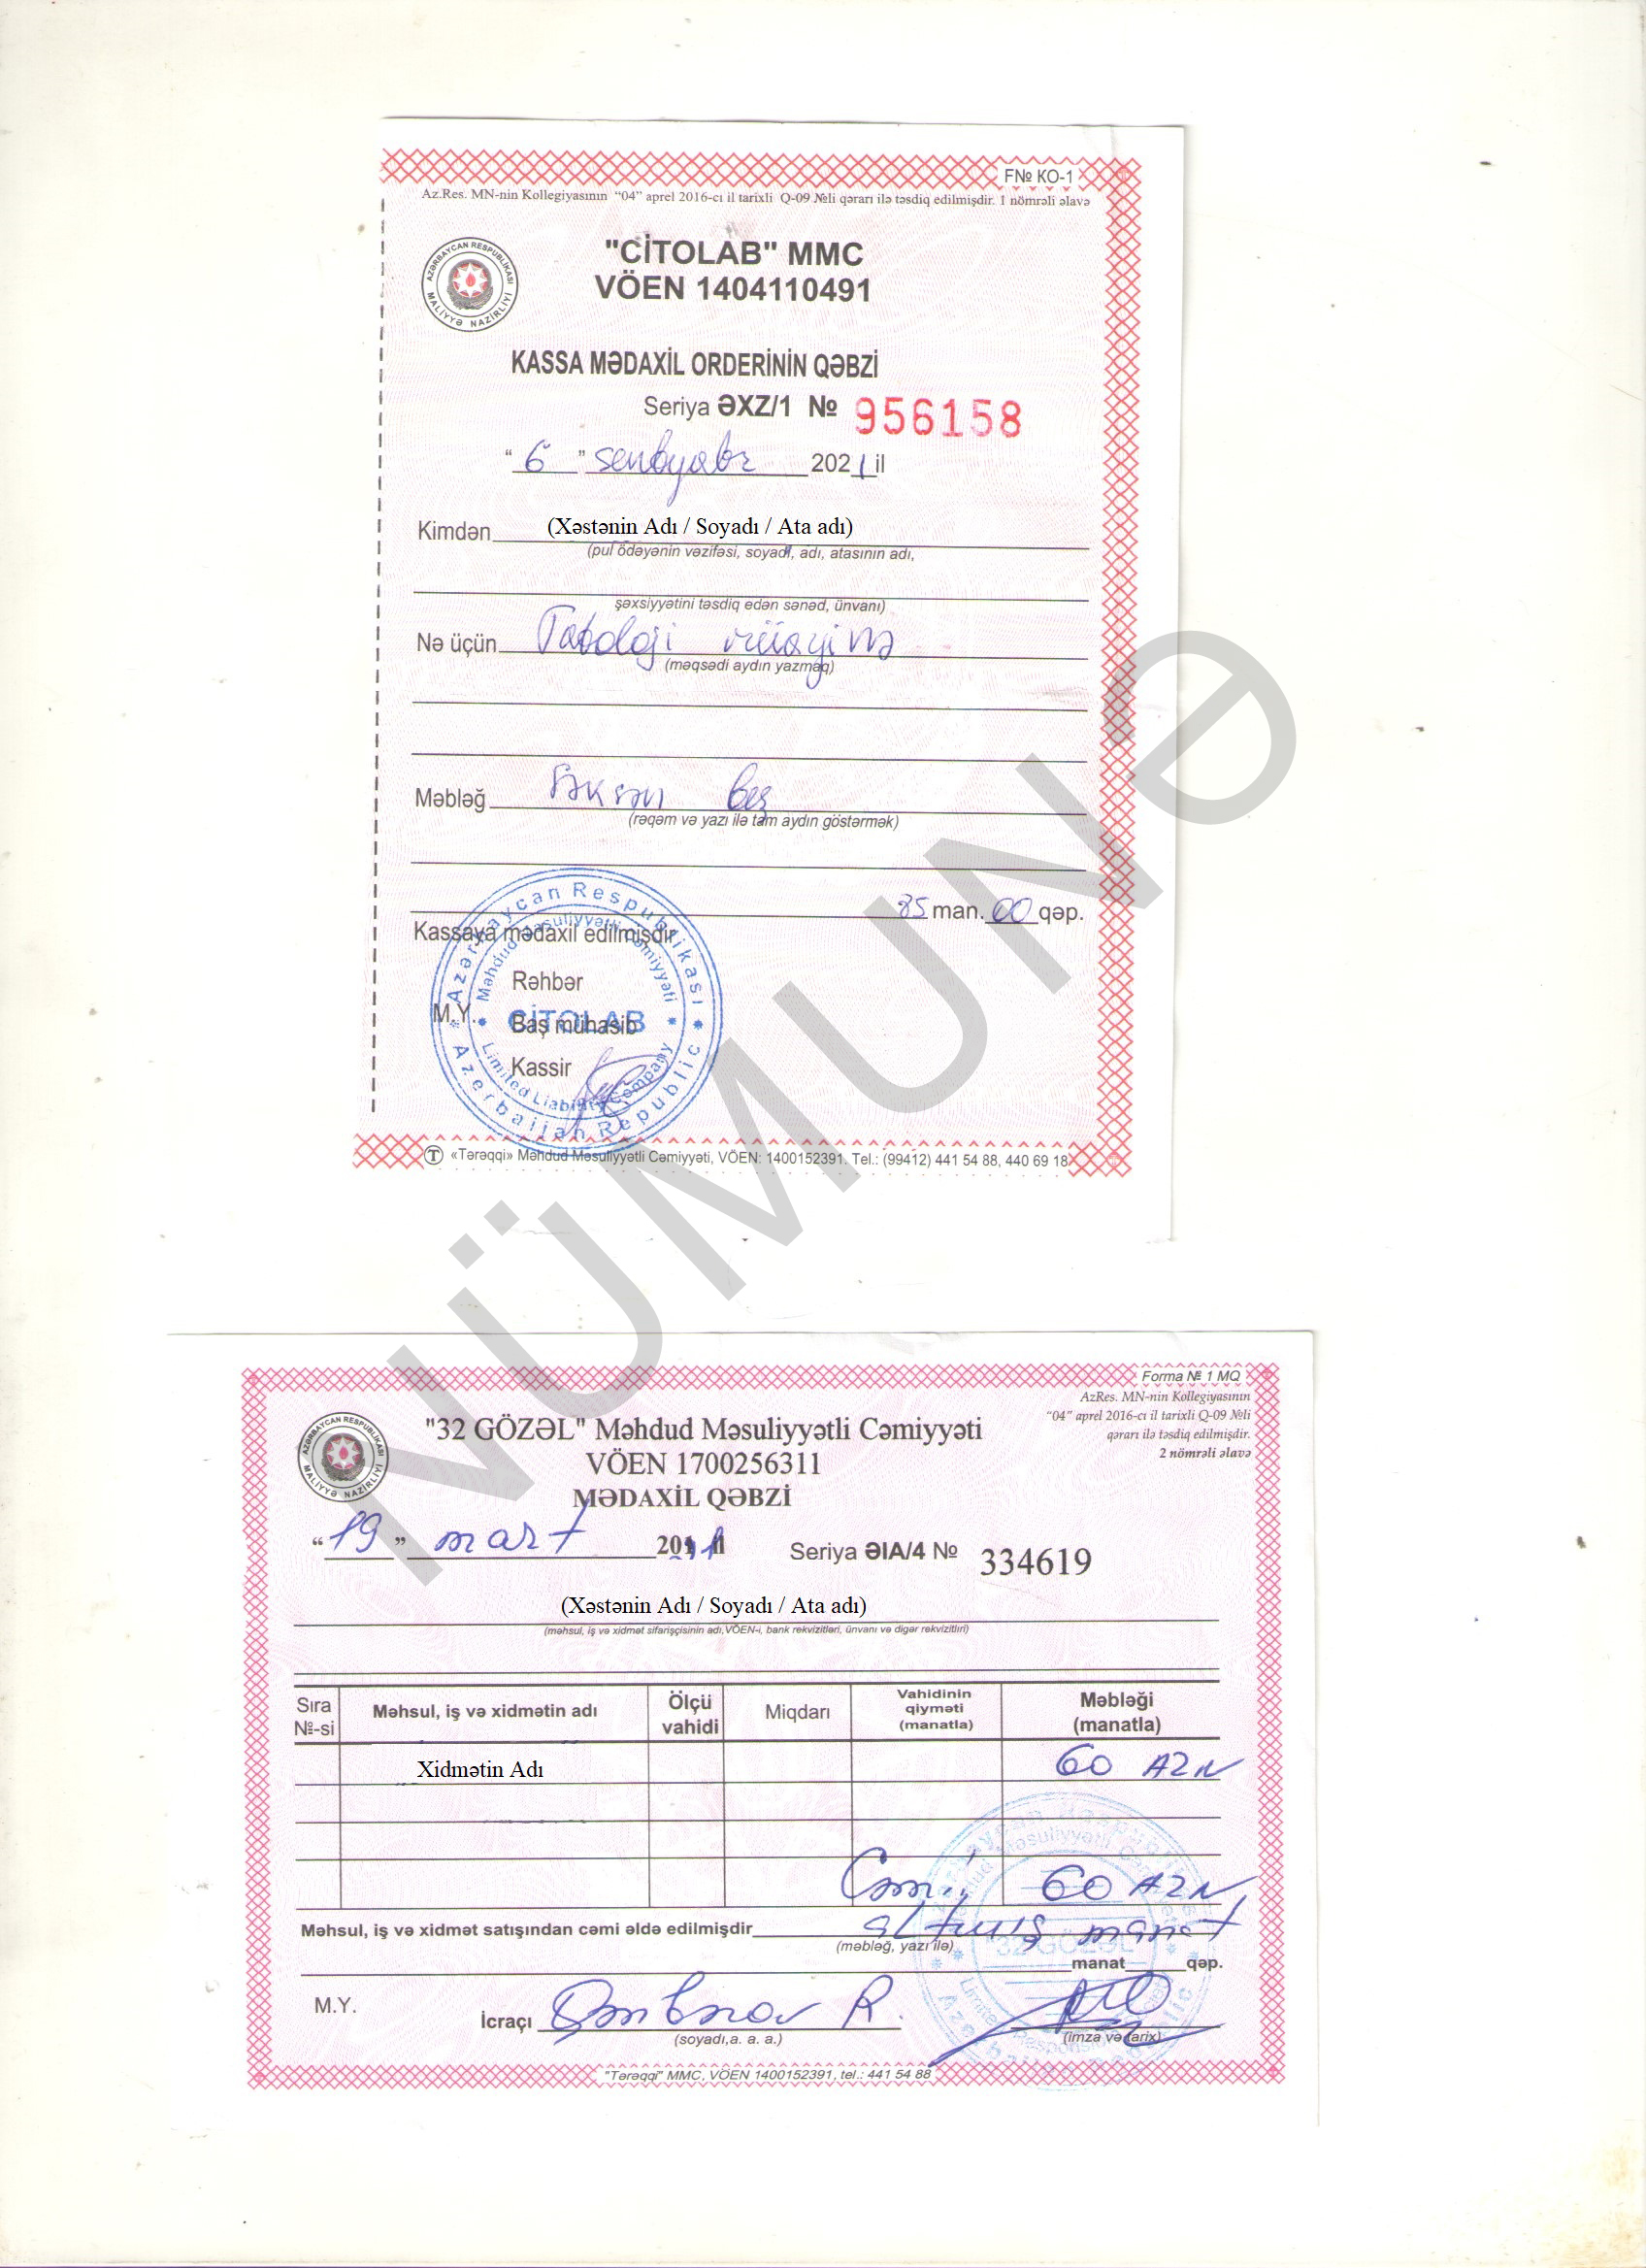 FNº KO-1
Az.Res. MN-nin Kollegiyasının "04" aprel 2016-cı il tarixli Q-09 №li qərarı ilə təsdiq edilmişdir. 1 nömrəli əlavə
AZƏRBAYCAN RESPUBLİKASI MALİYYƏ NAZİRLİYİ
"CİTOLAB" MMC
VÖEN 1404110491
KASSA MƏDAXİL ORDERİNİN QƏBZİ
Seriya ƏXZ/1 Nº 956158
"6" sentyabr 2021 il
Kimdən (Xəstənin Adı / Soyadı / Ata adı)
(pul ödəyənin vəzifəsi, soyadı, adı, atasının adı,
şəxsiyyətini təsdiq edən sənəd, ünvanı)
Nə üçün Patoloji müayinə
(məqsədi aydın yazmaq)
Məbləğ səksən beş
(rəqəm və yazı ilə tam aydın göstərmək)
85 man. 00 qəp.
Kassaya mədaxil edilmişdir
Rəhbər
M.Y. Baş mühasib
Kassir
Azərbaycan Respublikası
Məhdud Məsuliyyətli Cəmiyyəti
CİTOLAB
Limited Liability Company
Azerbaijan Republic
«Tərəqqi» Məhdud Məsuliyyətli Cəmiyyəti, VÖEN: 1400152391. Tel.: (99412) 441 54 88, 440 69 18
NÜMUNƏ
Forma № 1 MQ
AzRes. MN-nin Kollegiyasının
"04" aprel 2016-cı il tarixli Q-09 №li
qərarı ilə təsdiq edilmişdir.
2 nömrəli əlavə
AZƏRBAYCAN RESPUBLİKASI MALİYYƏ NAZİRLİYİ
"32 GÖZƏL" Məhdud Məsuliyyətli Cəmiyyəti
VÖEN 1700256311
MƏDAXİL QƏBZİ
"19" mart Seriya ƏIA/4 Nº 334619
(Xəstənin Adı / Soyadı / Ata adı)
(məhsul, iş və xidmət sifarişçisinin adı,VÖEN-i, bank rekvizitləri, ünvanı və digər rekvizitlıri)
Sıra Nº-si Məhsul, iş və xidmətin adı Ölçü vahidi Miqdarı Vahidinin qiyməti (manatla) Məbləği (manatla)
Xidmətin Adı 60 AZN
Cəmi: 60 AZN
Məhsul, iş və xidmət satışından cəmi əldə edilmişdir altmış manat
(məbləğ, yazı ilə)
manat qəp.
M.Y. İcraçı Qənbərov R.
(soyadı,a. a. a.) (imza və tarix)
"32 GÖZƏL"
"Tərəqqi" MMC, VÖEN 1400152391, tel.: 441 54 88